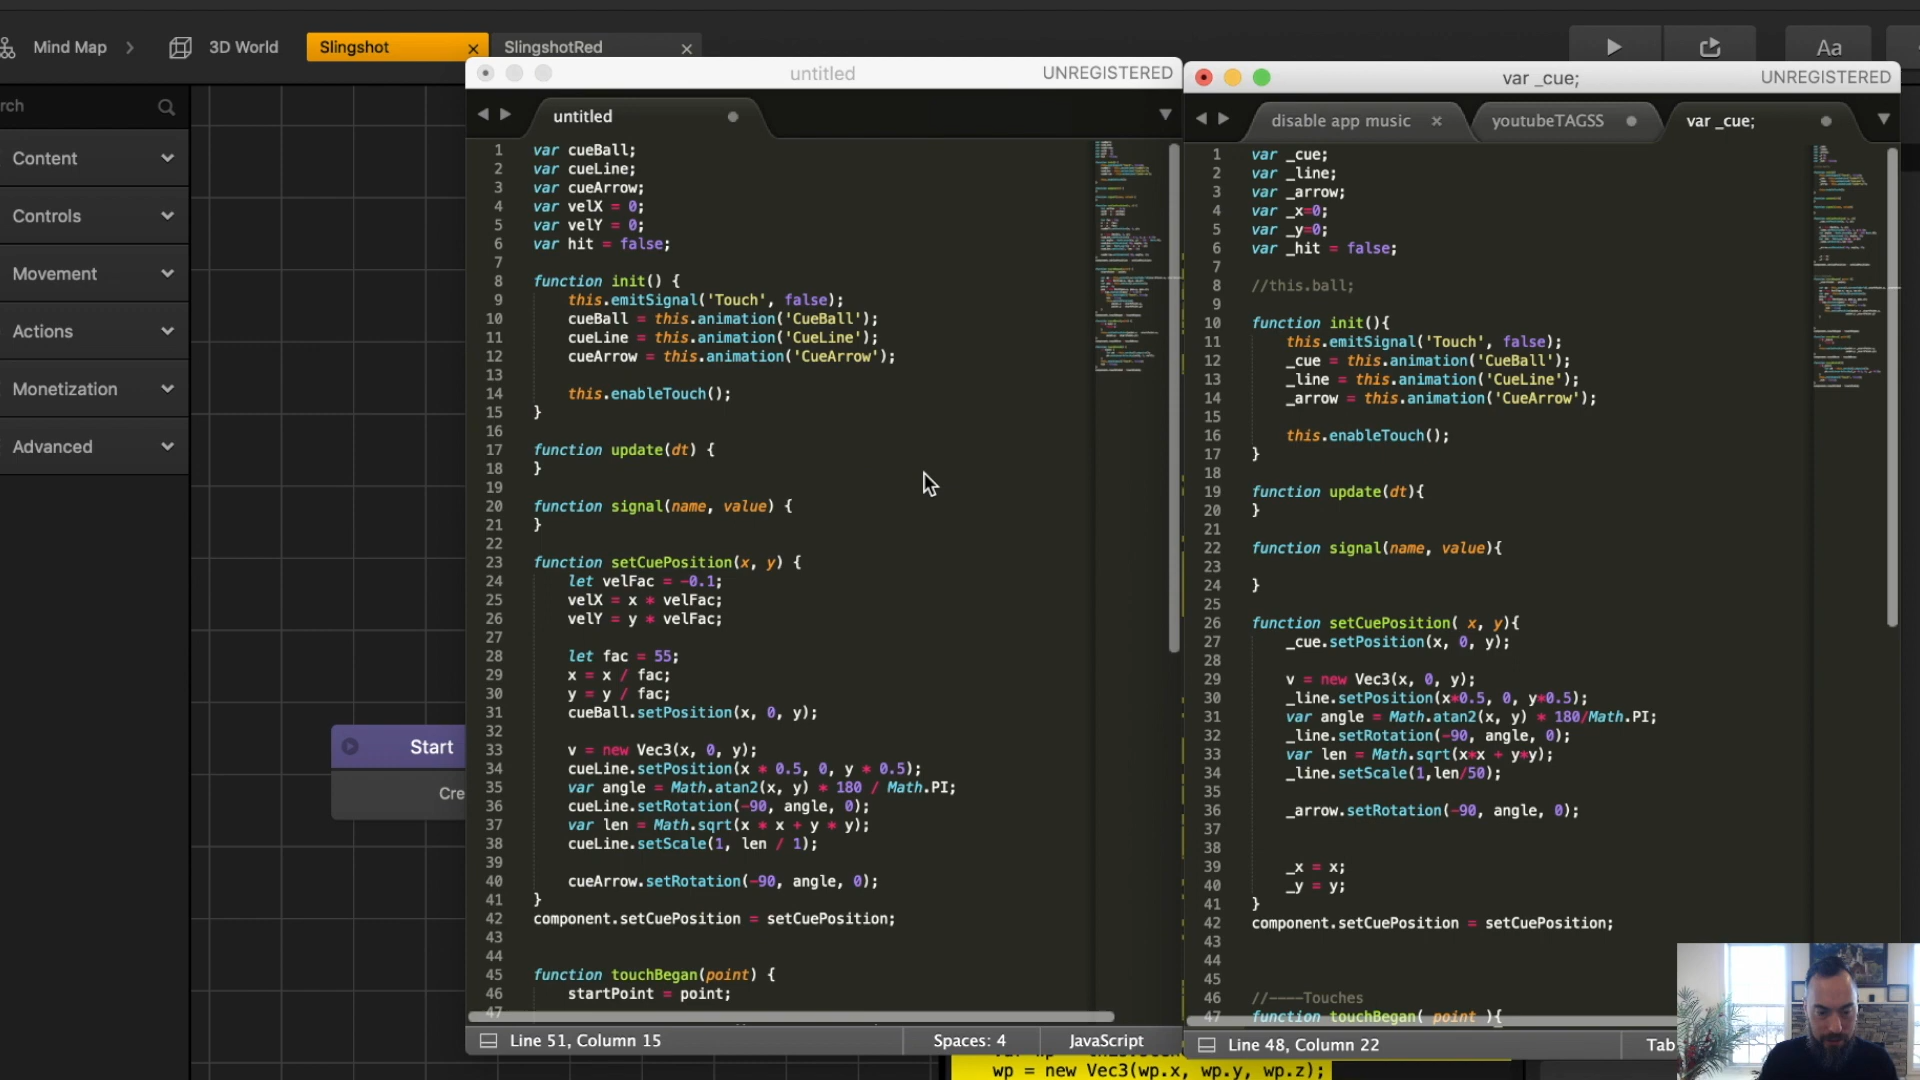 Mind Map
3D World
Slingshot
SlingshotRed
Aa
rch
Content
Controls
Movement
Actions
Monetization
Advanced
Start
Cre
untitled
UNREGISTERED
untitled
1 var cueBall;
2 var cueLine;
3 var cueArrow;
4 var velX = 0;
5 var velY = 0;
6 var hit = false;
7
8 function init() {
9 this.emitSignal('Touch', false);
10 cueBall = this.animation('CueBall');
11 cueLine = this.animation('CueLine');
12 cueArrow = this.animation('CueArrow');
13
14 this.enableTouch();
15 }
16
17 function update(dt) {
18 }
19
20 function signal(name, value) {
21 }
22
23 function setCuePosition(x, y) {
24 let velFac = -0.1;
25 velX = x * velFac;
26 velY = y * velFac;
27
28 let fac = 55;
29 x = x / fac;
30 y = y / fac;
31 cueBall.setPosition(x, 0, y);
32
33 v = new Vec3(x, 0, y);
34 cueLine.setPosition(x * 0.5, 0, y * 0.5);
35 var angle = Math.atan2(x, y) * 180 / Math.PI;
36 cueLine.setRotation(-90, angle, 0);
37 var len = Math.sqrt(x * x + y * y);
38 cueLine.setScale(1, len / 1);
39
40 cueArrow.setRotation(-90, angle, 0);
41 }
42 component.setCuePosition = setCuePosition;
43
44
45 function touchBegan(point) {
46 startPoint = point;
47
Line 51, Column 15
Spaces: 4
JavaScript
var _cue;
UNREGISTERED
disable app music
youtubeTAGSS
var _cue;
1 var _cue;
2 var _line;
3 var _arrow;
4 var _x=0;
5 var _y=0;
6 var _hit = false;
7
8 //this.ball;
9
10 function init(){
11 this.emitSignal('Touch', false);
12 _cue = this.animation('CueBall');
13 _line = this.animation('CueLine');
14 _arrow = this.animation('CueArrow');
15
16 this.enableTouch();
17 }
18
19 function update(dt){
20 }
21
22 function signal(name, value){
23
24 }
25
26 function setCuePosition( x, y){
27 _cue.setPosition(x, 0, y);
28
29 v = new Vec3(x, 0, y);
30 _line.setPosition(x*0.5, 0, y*0.5);
31 var angle = Math.atan2(x, y) * 180/Math.PI;
32 _line.setRotation(-90, angle, 0);
33 var len = Math.sqrt(x*x + y*y);
34 _line.setScale(1,len/50);
35
36 _arrow.setRotation(-90, angle, 0);
37
38
39 _x = x;
40 _y = y;
41 }
42 component.setCuePosition = setCuePosition;
43
44
45
46 //----Touches
47 function touchBegan( point ){
Line 48, Column 22
Tab
wp = new Vec3(wp.x, wp.y, wp.z);